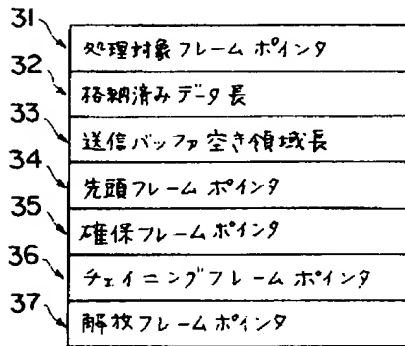 31 処理対象フレームポインタ
32 格納済みデータ長
33 送信バッファ空き領域長
34 先頭フレームポインタ
35 確保フレームポインタ
36 チェイニングフレームポインタ
37 解放フレームポインタ